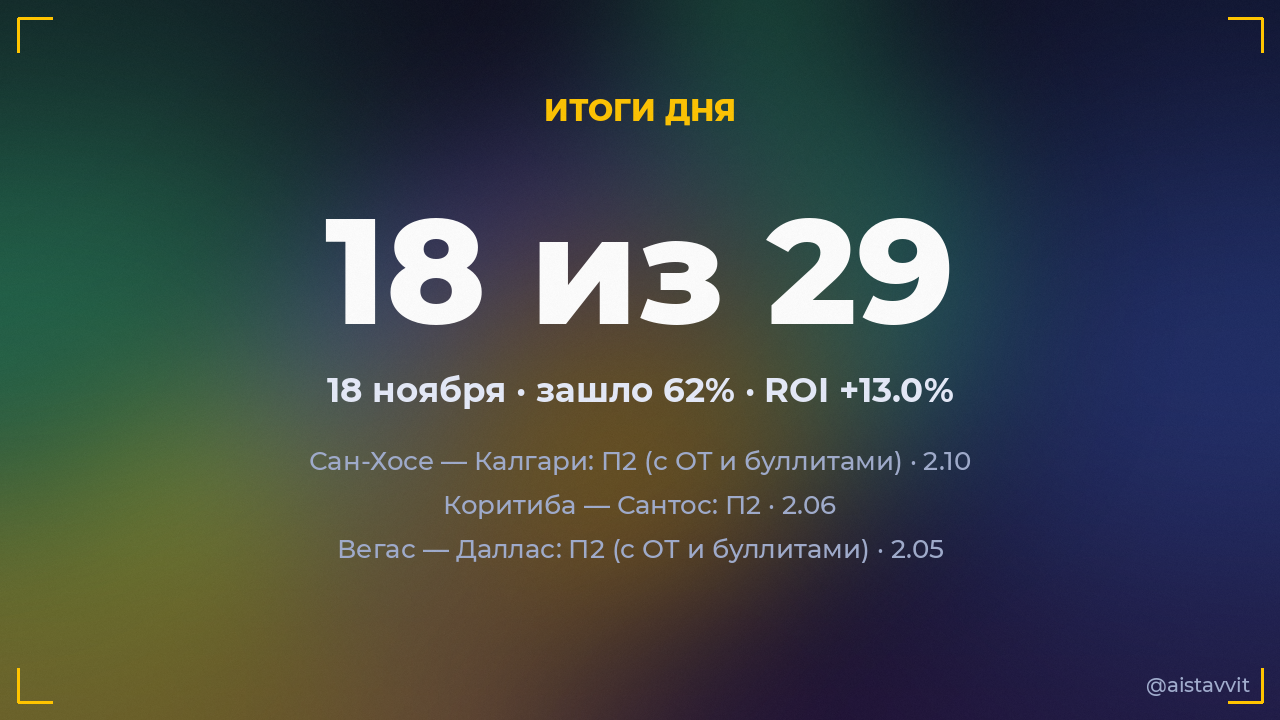 ИТОГИ ДНЯ
18 из 29
18 ноября · зашло 62% · ROI +13.0%
Сан-Хосе — Калгари: П2 (с ОТ и буллитами) · 2.10
Коритиба — Сантос: П2 · 2.06
Вегас — Даллас: П2 (с ОТ и буллитами) · 2.05
@aistavvit